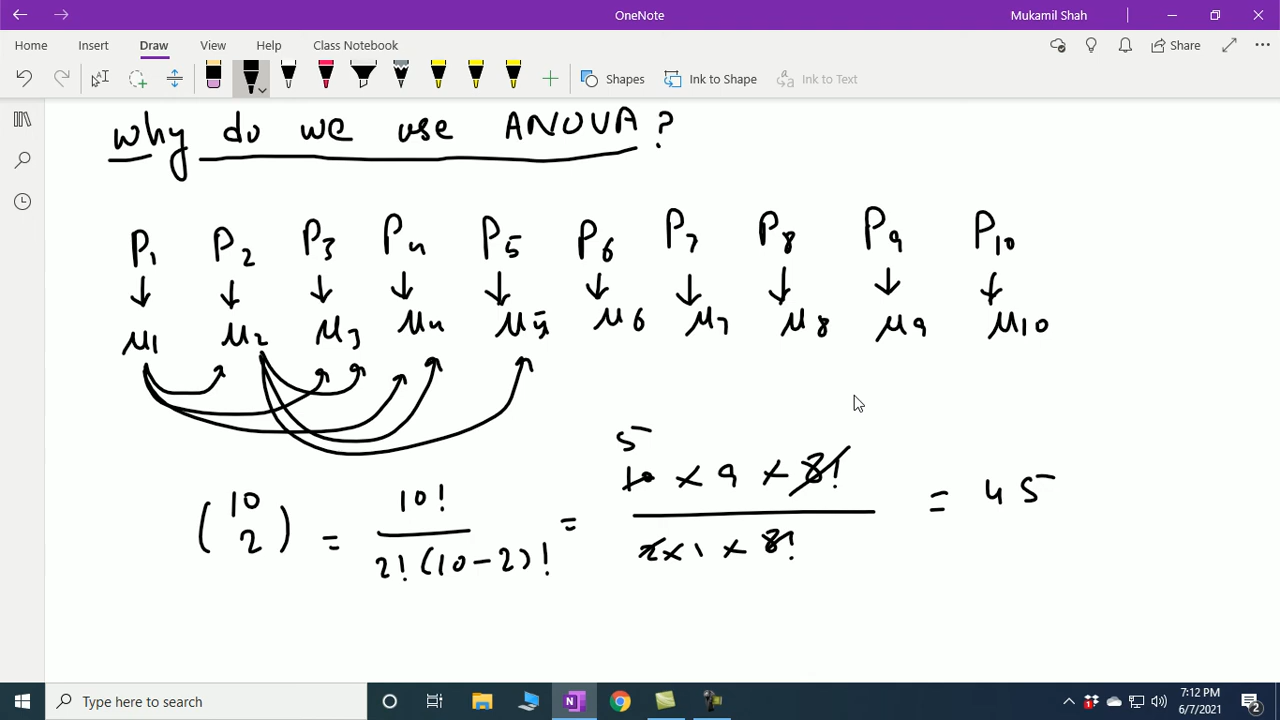 OneNote
Mukamil Shah
Home Insert Draw View Help Class Notebook
Share
Shapes Ink to Shape Ink to Text
Why do we use ANOVA?
P1 P2 P3 P4 P5 P6 P7 P8 P9 P10
↓ ↓ ↓ ↓ ↓ ↓ ↓ ↓ ↓ ↓
μ1 μ2 μ3 μ4 μ5 μ6 μ7 μ8 μ9 μ10
5
(10 2) = 10! / 2!(10-2)! = 10 × 9 × 8! / 2×1 × 8! = 45
Type here to search
7:12 PM
6/7/2021
2